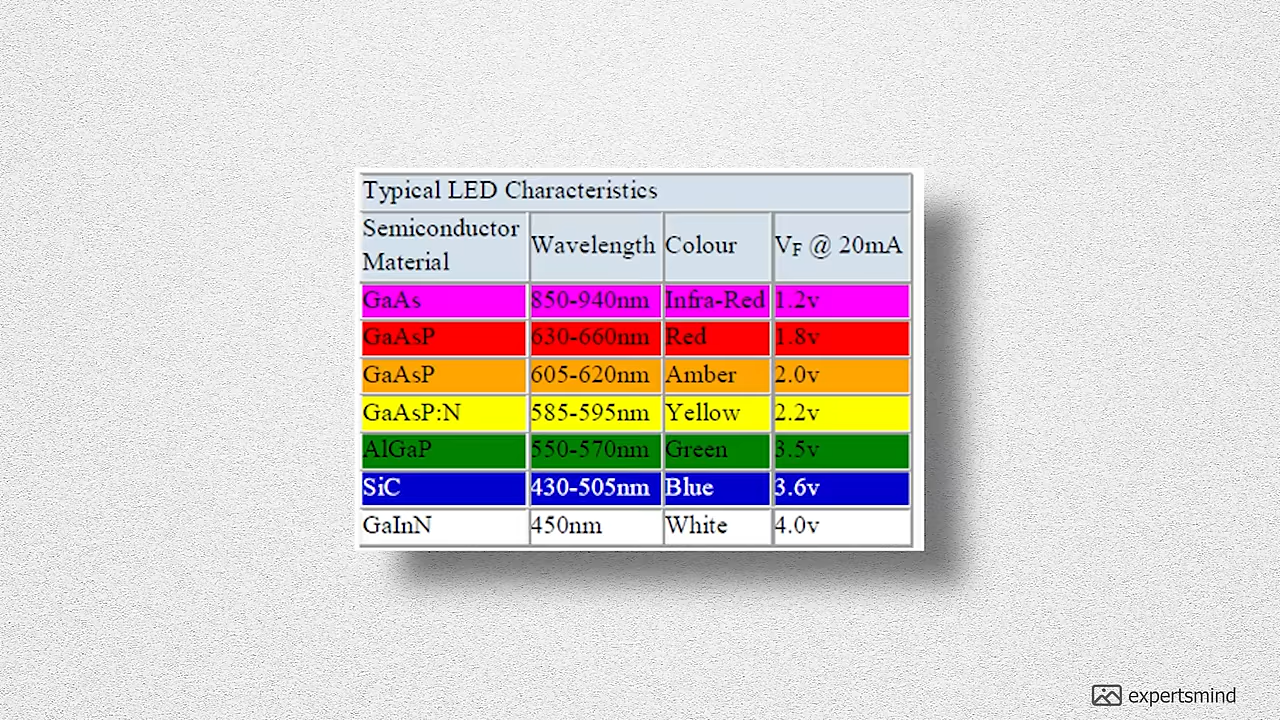 Typical LED Characteristics
Semiconductor Material Wavelength Colour VF @ 20mA
GaAs 850-940nm Infra-Red 1.2v
GaAsP 630-660nm Red 1.8v
GaAsP 605-620nm Amber 2.0v
GaAsP:N 585-595nm Yellow 2.2v
AlGaP 550-570nm Green 3.5v
SiC 430-505nm Blue 3.6v
GaInN 450nm White 4.0v
expertsmind